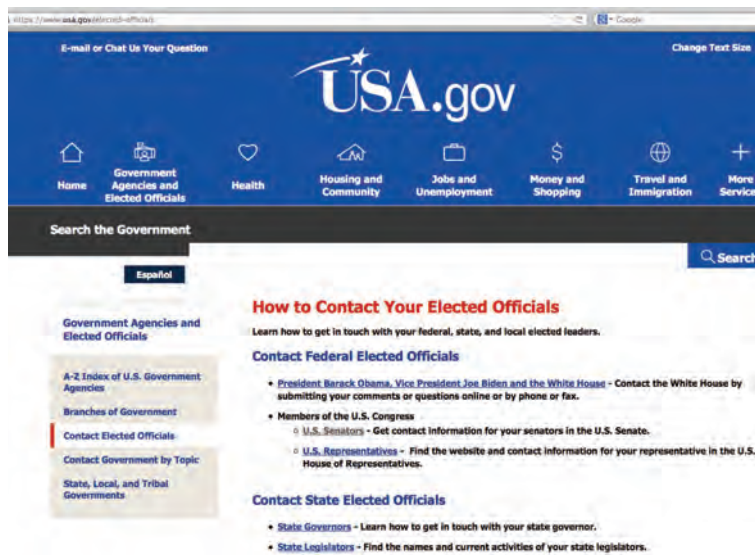 https://www.usa.gov/elected-officials
Google
E-mail or Chat Us Your Question
Change Text Size
USA.gov
Home
Government
Agencies and
Elected Officials
Health
Housing and
Community
Jobs and
Unemployment
Money and
Shopping
Travel and
Immigration
More
Service
Search the Government
Search
Español
Government Agencies and
Elected Officials
A-Z Index of U.S. Government
Agencies
Branches of Government
Contact Elected Officials
Contact Government by Topic
State, Local, and Tribal
Governments
How to Contact Your Elected Officials
Learn how to get in touch with your federal, state, and local elected leaders.
Contact Federal Elected Officials
• President Barack Obama, Vice President Joe Biden and the White House - Contact the White House by
submitting your comments or questions online or by phone or fax.
• Members of the U.S. Congress
○ U.S. Senators - Get contact information for your senators in the U.S. Senate.
○ U.S. Representatives - Find the website and contact information for your representative in the U.S.
House of Representatives.
Contact State Elected Officials
• State Governors - Learn how to get in touch with your state governor.
• State Legislators - Find the names and current activities of your state legislators.